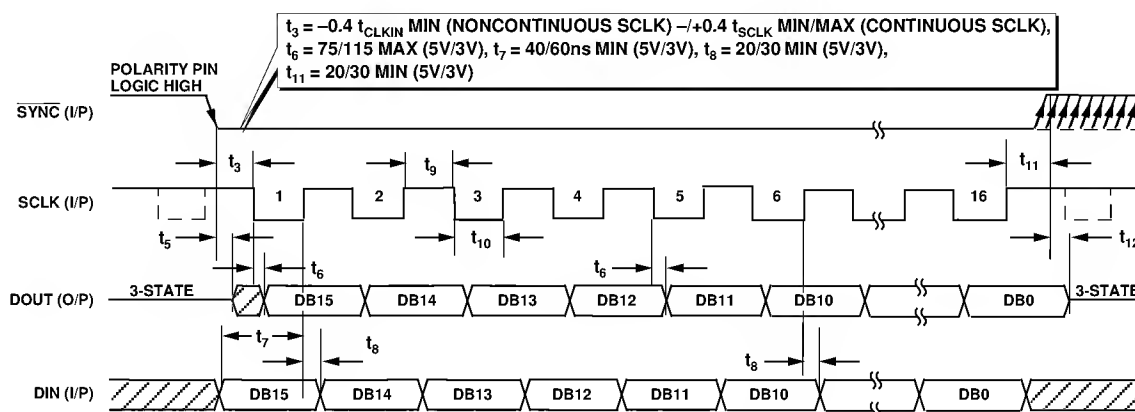 t3 = –0.4 tCLKIN MIN (NONCONTINUOUS SCLK) –/+0.4 tSCLK MIN/MAX (CONTINUOUS SCLK),
t6 = 75/115 MAX (5V/3V), t7 = 40/60ns MIN (5V/3V), t8 = 20/30 MIN (5V/3V),
t11 = 20/30 MIN (5V/3V)
POLARITY PIN
LOGIC HIGH
SYNC (I/P)
t3 t9 t11
SCLK (I/P) 1 2 3 4 5 6 16
t5 t10 t12
t6 t6
3-STATE 3-STATE
DOUT (O/P) DB15 DB14 DB13 DB12 DB11 DB10 DB0
t7 t8 t8
DIN (I/P) DB15 DB14 DB13 DB12 DB11 DB10 DB0